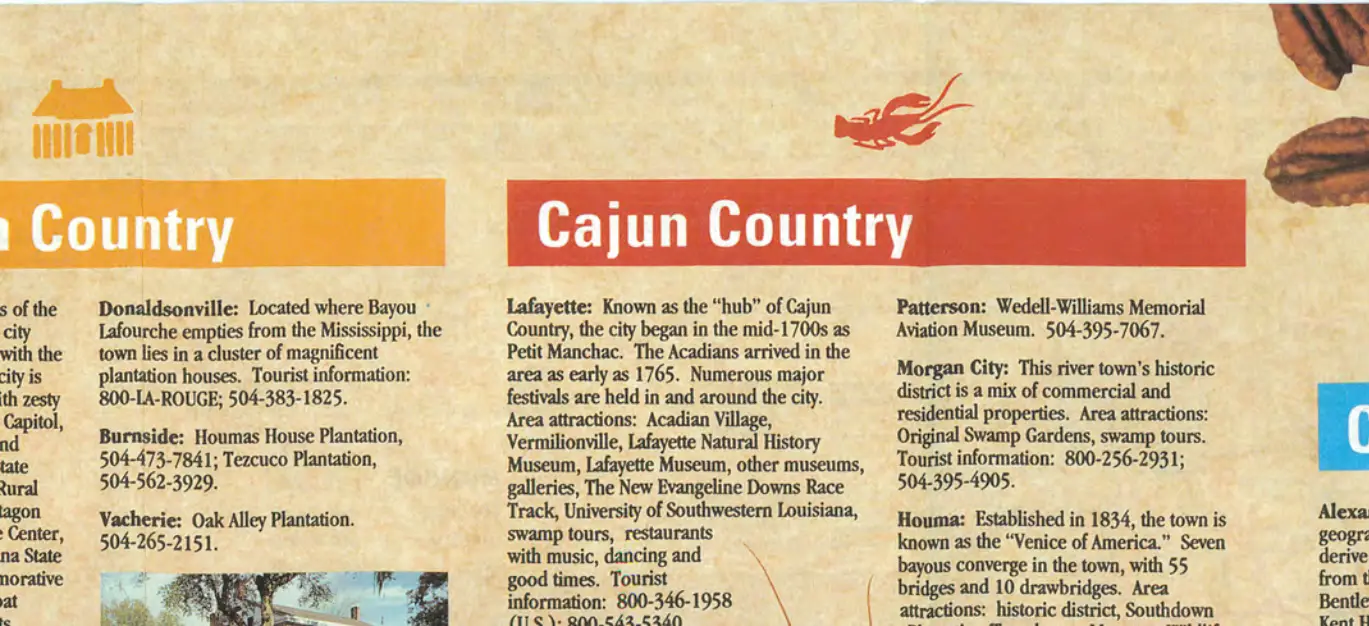 n Country
s of the
city
with the
city is
ith zesty
Capitol,
nd
tate
Rural
tagon
Center,
na State
morative
oat
Donaldsonville: Located where Bayou
Lafourche empties from the Mississippi, the
town lies in a cluster of magnificent
plantation houses. Tourist information:
800-LA-ROUGE; 504-383-1825.
Burnside: Houmas House Plantation,
504-473-7841; Tezcuco Plantation,
504-562-3929.
Vacherie: Oak Alley Plantation.
504-265-2151.
Cajun Country
Lafayette: Known as the “hub” of Cajun
Country, the city began in the mid-1700s as
Petit Manchac. The Acadians arrived in the
area as early as 1765. Numerous major
festivals are held in and around the city.
Area attractions: Acadian Village,
Vermilionville, Lafayette Natural History
Museum, Lafayette Museum, other museums,
galleries, The New Evangeline Downs Race
Track, University of Southwestern Louisiana,
swamp tours, restaurants
with music, dancing and
good times. Tourist
information: 800-346-1958
(U.S.); 800-543-5340
Patterson: Wedell-Williams Memorial
Aviation Museum. 504-395-7067.
Morgan City: This river town's historic
district is a mix of commercial and
residential properties. Area attractions:
Original Swamp Gardens, swamp tours.
Tourist information: 800-256-2931;
504-395-4905.
Houma: Established in 1834, the town is
known as the “Venice of America.” Seven
bayous converge in the town, with 55
bridges and 10 drawbridges. Area
attractions: historic district, Southdown
C
Alexa
geogra
derive
from t
Bentle
Kent H